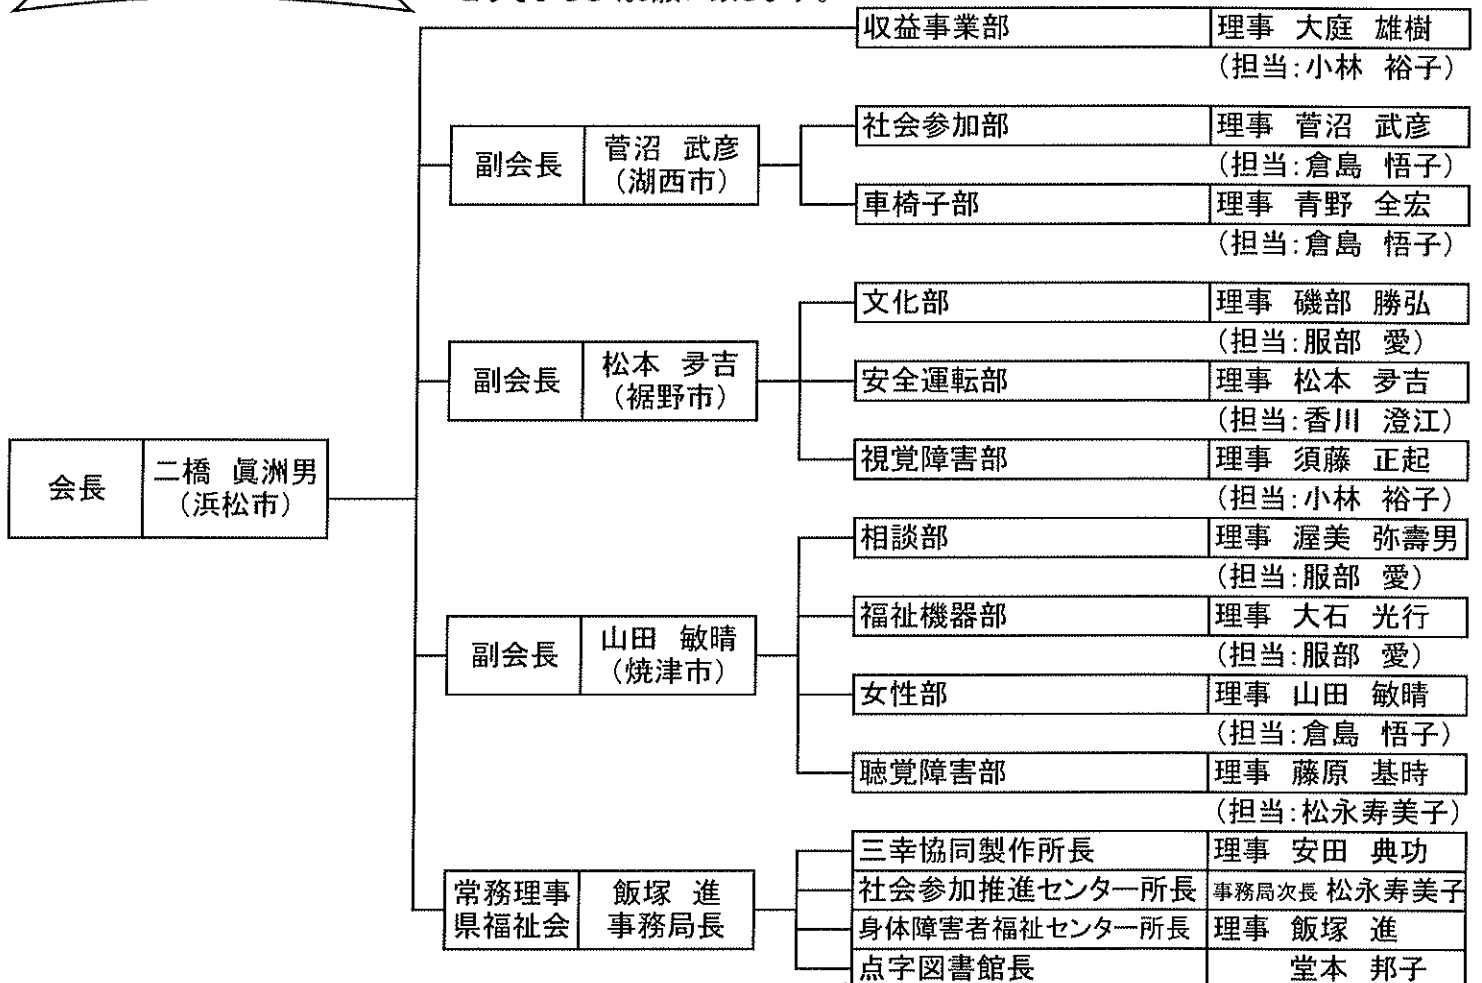 収益事業部 理事 大庭 雄樹
(担当:小林 裕子)
副会長 菅沼 武彦
(湖西市)
社会参加部 理事 菅沼 武彦
(担当:倉島 悟子)
車椅子部 理事 青野 全宏
(担当:倉島 悟子)
副会長 松本 夛吉
(裾野市)
文化部 理事 磯部 勝弘
(担当:服部 愛)
安全運転部 理事 松本 夛吉
(担当:香川 澄江)
視覚障害部 理事 須藤 正起
(担当:小林 裕子)
会長 二橋 眞洲男
(浜松市)
副会長 山田 敏晴
(焼津市)
相談部 理事 渥美 弥壽男
(担当:服部 愛)
福祉機器部 理事 大石 光行
(担当:服部 愛)
女性部 理事 山田 敏晴
(担当:倉島 悟子)
聴覚障害部 理事 藤原 基時
(担当:松永寿美子)
常務理事 飯塚 進
県福祉会 事務局長
三幸協同製作所長 理事 安田 典功
社会参加推進センター所長 事務局次長 松永寿美子
身体障害者福祉センター所長 理事 飯塚 進
点字図書館長 堂本 邦子